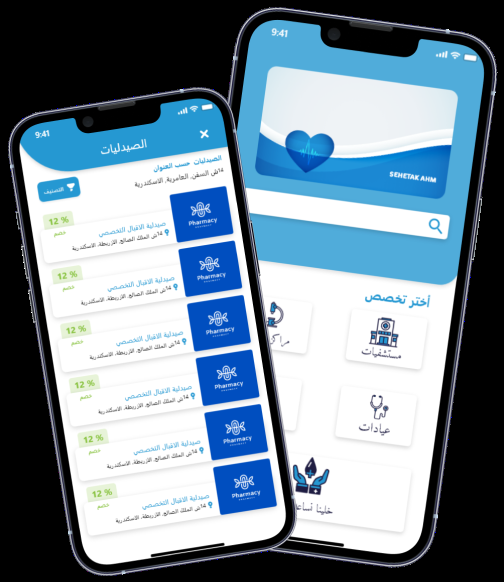 9:41
SEHETAK AHM
أختر تخصص
مستشفيات
مراكز
عيادات
خلينا نساعد
9:41
الصيدليات
الصيدليات حسب العنوان
١٤ش السفن, العامرية, الاسكندرية
التصنيف
12 %
خصم
صيدلية الاقبال التخصصي
14ش الملك الصالح, الازريطة, الاسكندرية
Pharmacy
12 %
خصم
صيدلية الاقبال التخصصي
14ش الملك الصالح, الازريطة, الاسكندرية
Pharmacy
12 %
خصم
صيدلية الاقبال التخصصي
14ش الملك الصالح, الازريطة, الاسكندرية
Pharmacy
12 %
خصم
صيدلية الاقبال التخصصي
14ش الملك الصالح, الازريطة, الاسكندرية
Pharmacy
12 %
خصم
صيدلية الاقبال التخصصي
14ش الملك الصالح, الازريطة, الاسكندرية
Pharmacy
12 %
خصم
صيدلية الاقبال التخصصي
14ش الملك الصالح, الازريطة, الاسكندرية
Pharmacy